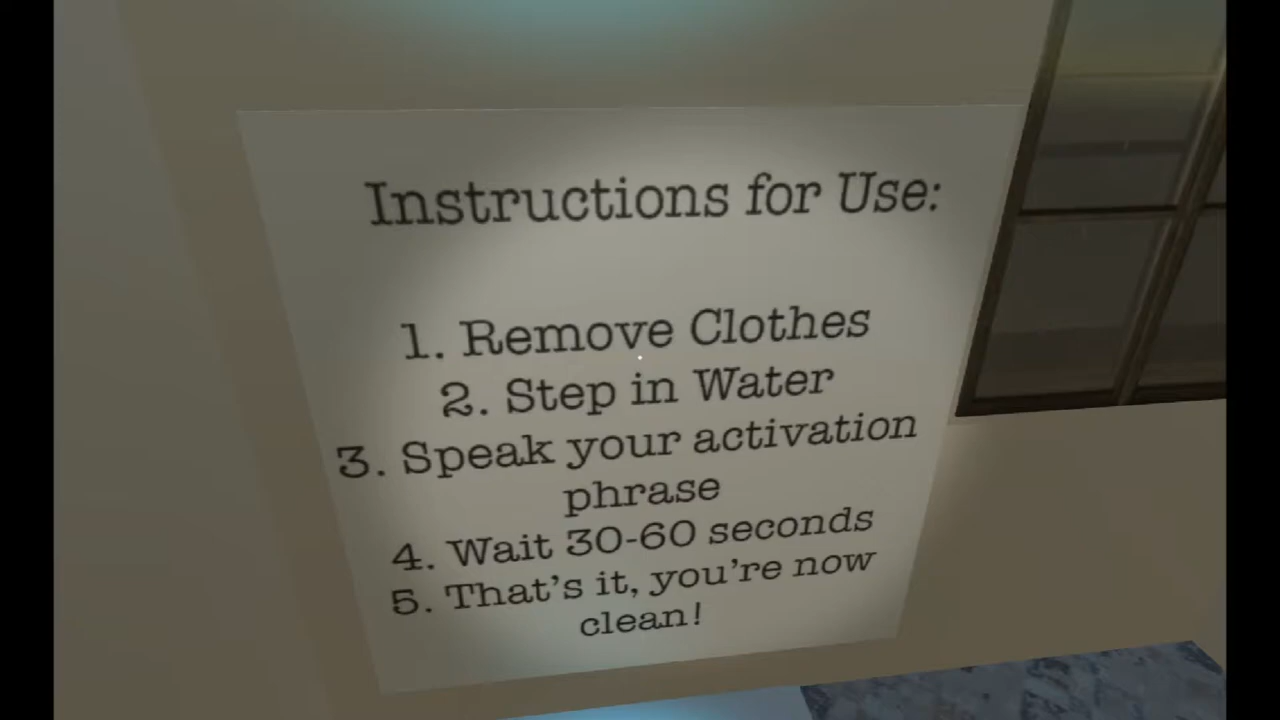 Instructions for Use:
1. Remove Clothes
2. Step in Water
3. Speak your activation
phrase
4. Wait 30-60 seconds
5. That's it, you're now
clean!